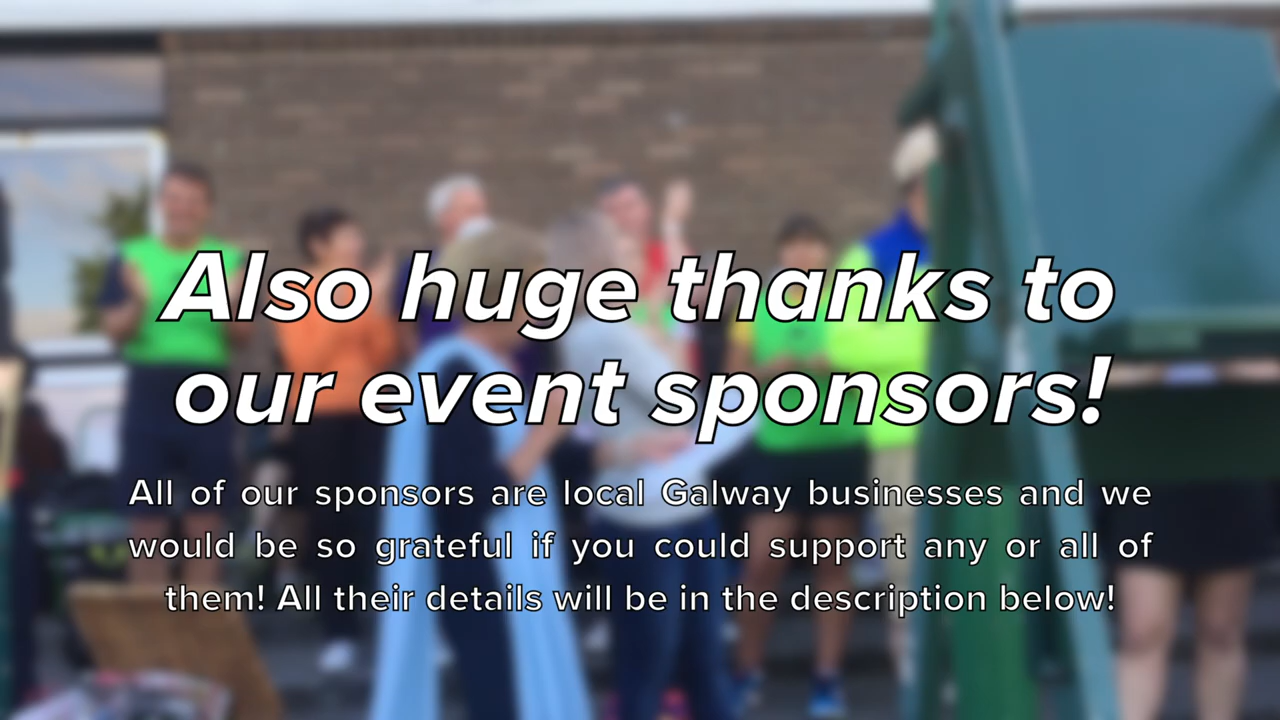 Also huge thanks to
our event sponsors!
All of our sponsors are local Galway businesses and we
would be so grateful if you could support any or all of
them! All their details will be in the description below!